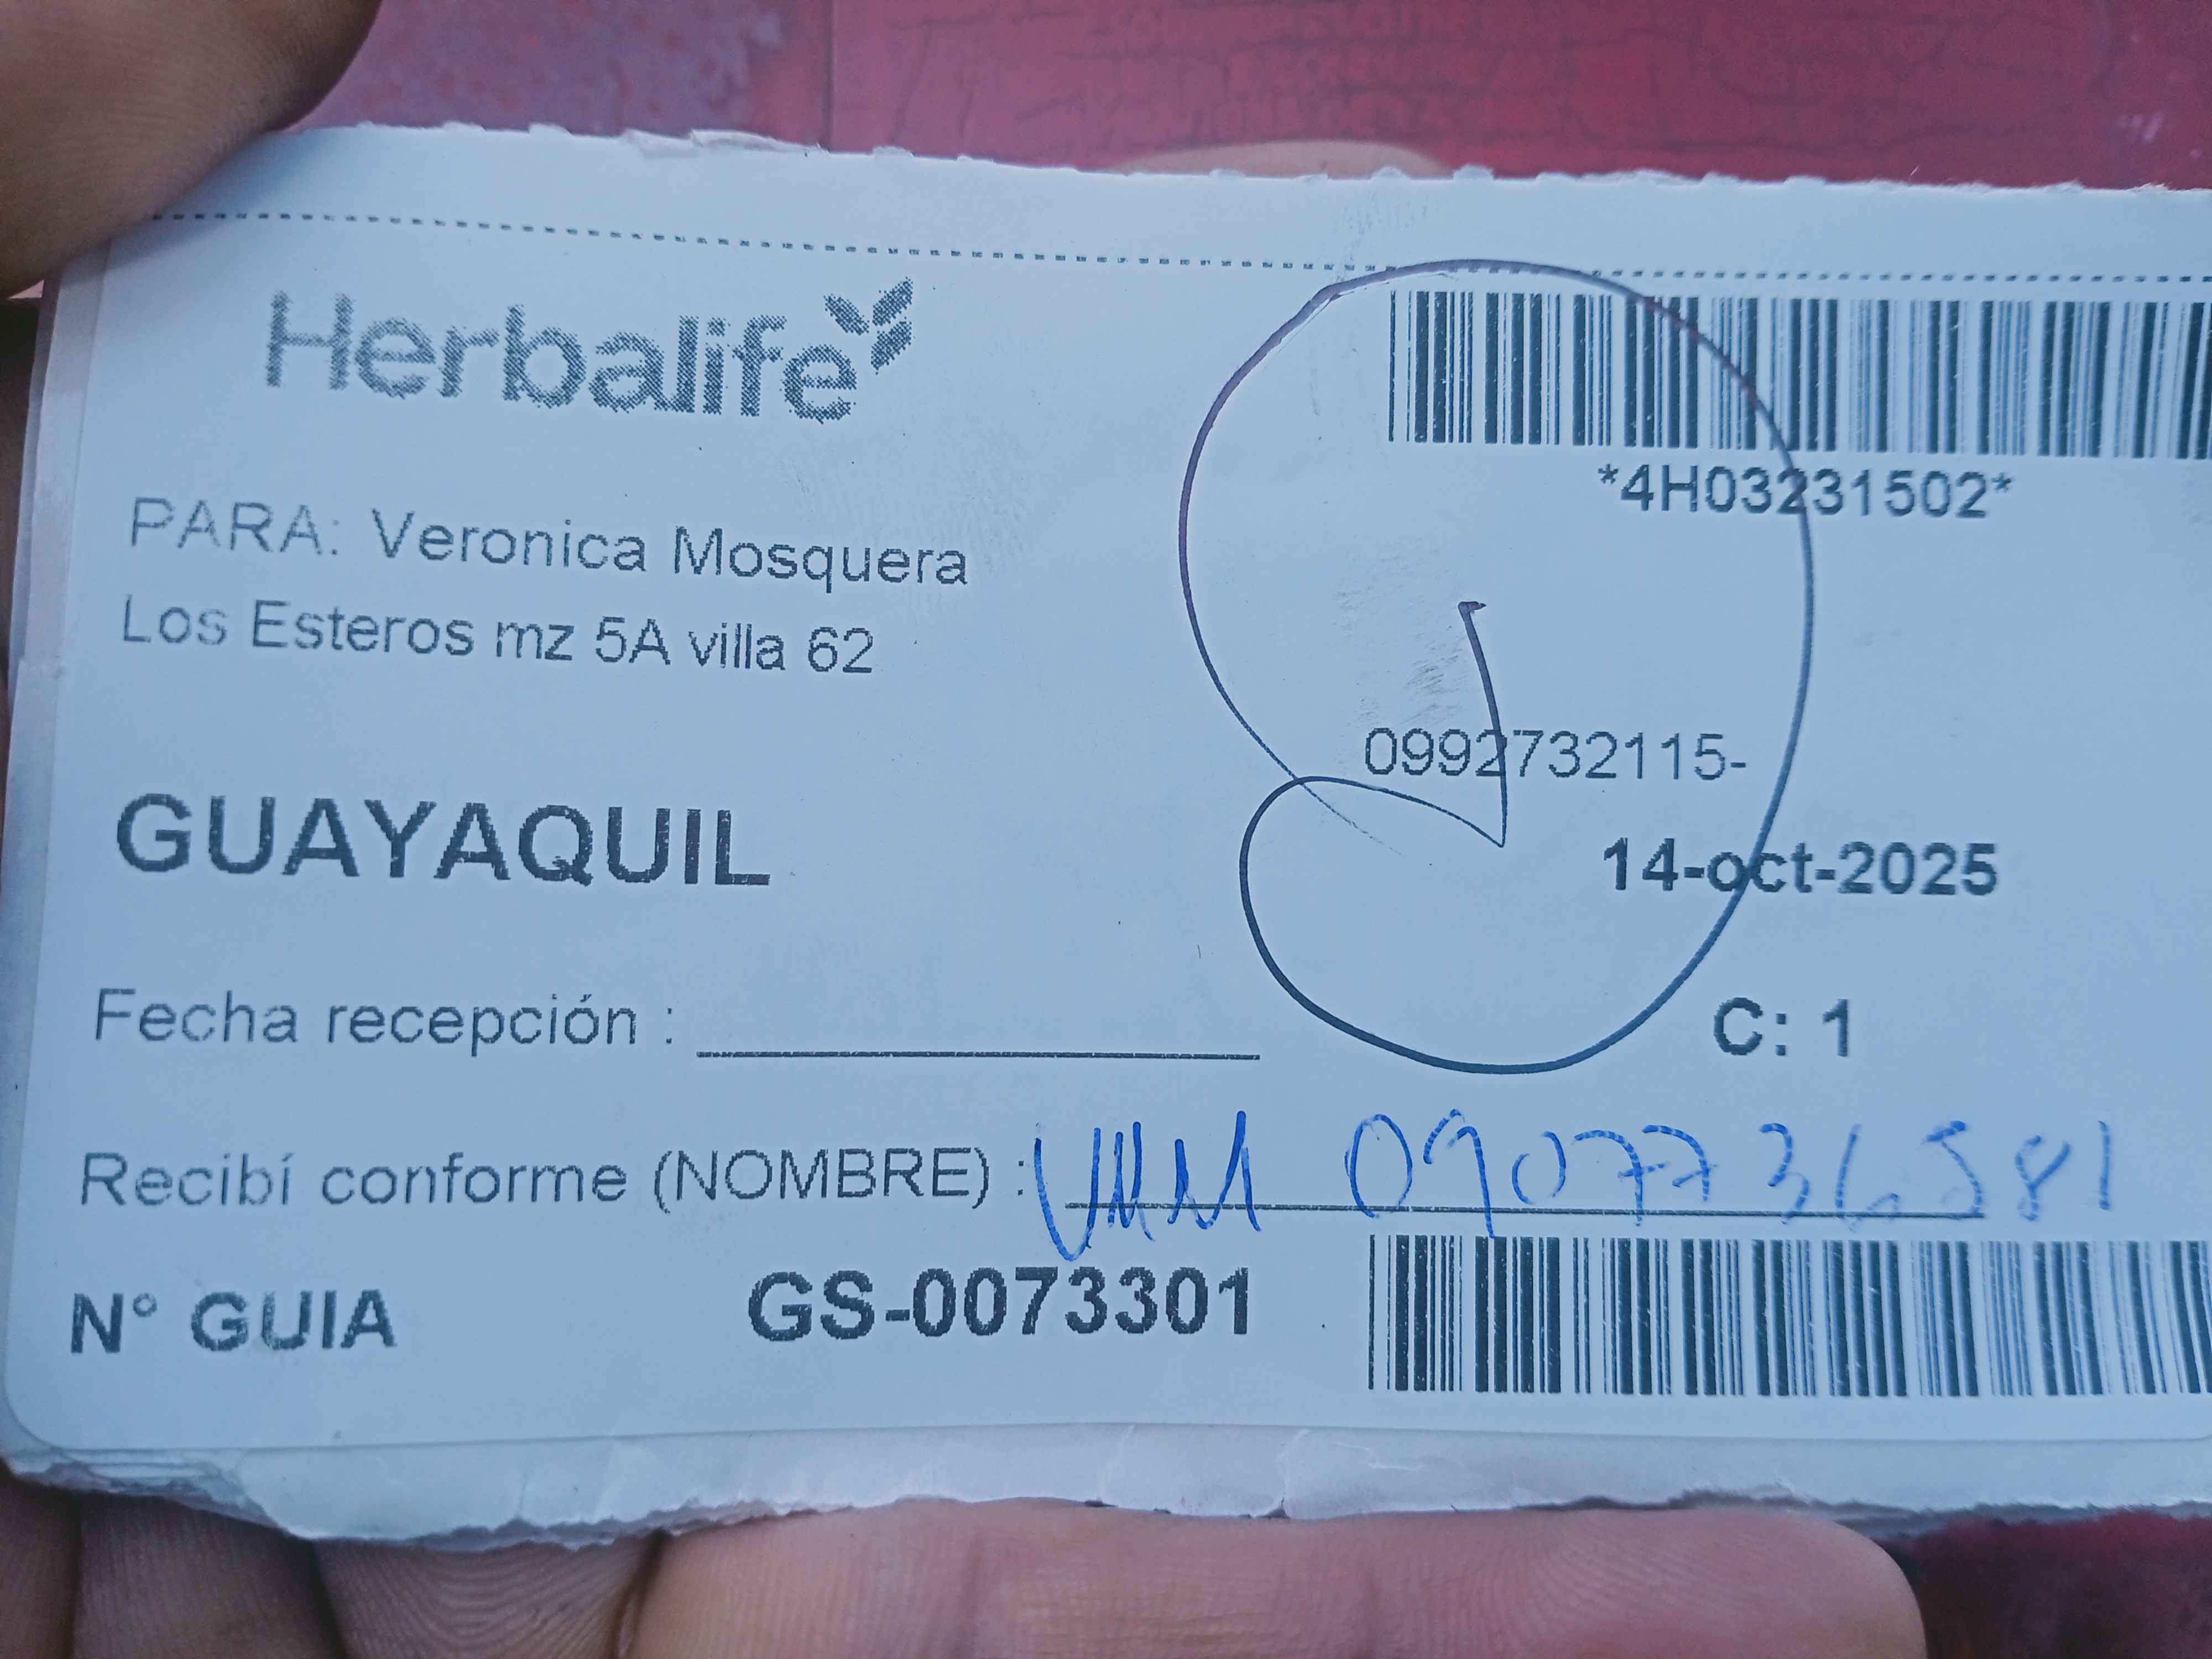 Herbalife
*4H03231502*
PARA: Veronica Mosquera
Los Esteros mz 5A villa 62
0992732115-
GUAYAQUIL
14-oct-2025
Fecha recepción :
C: 1
Recibí conforme (NOMBRE) : 0907736581
N° GUIA GS-0073301